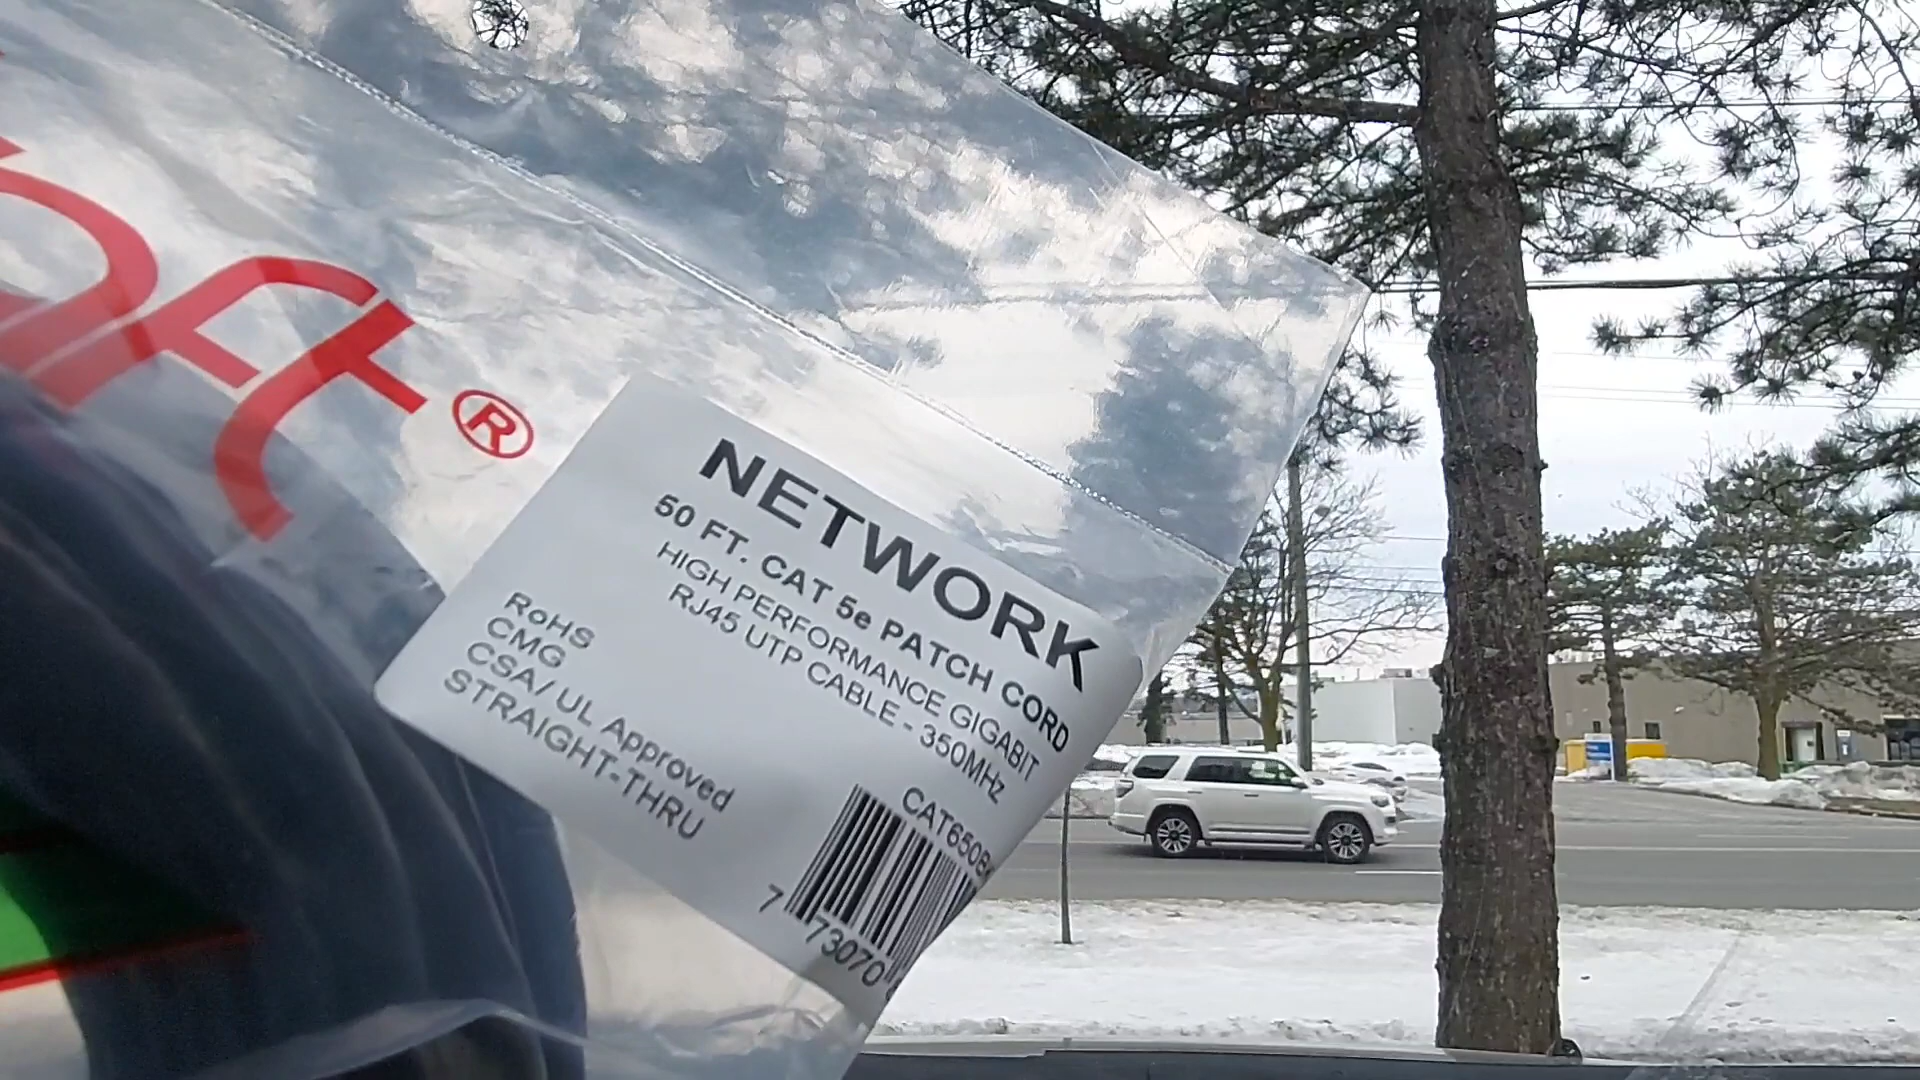 oft®
NETWORK
50 FT. CAT 5e PATCH CORD
HIGH PERFORMANCE GIGABIT
RJ45 UTP CABLE - 350MHz
RoHS
CMG
CSA/ UL Approved
STRAIGHT-THRU
CAT650B
7 73070